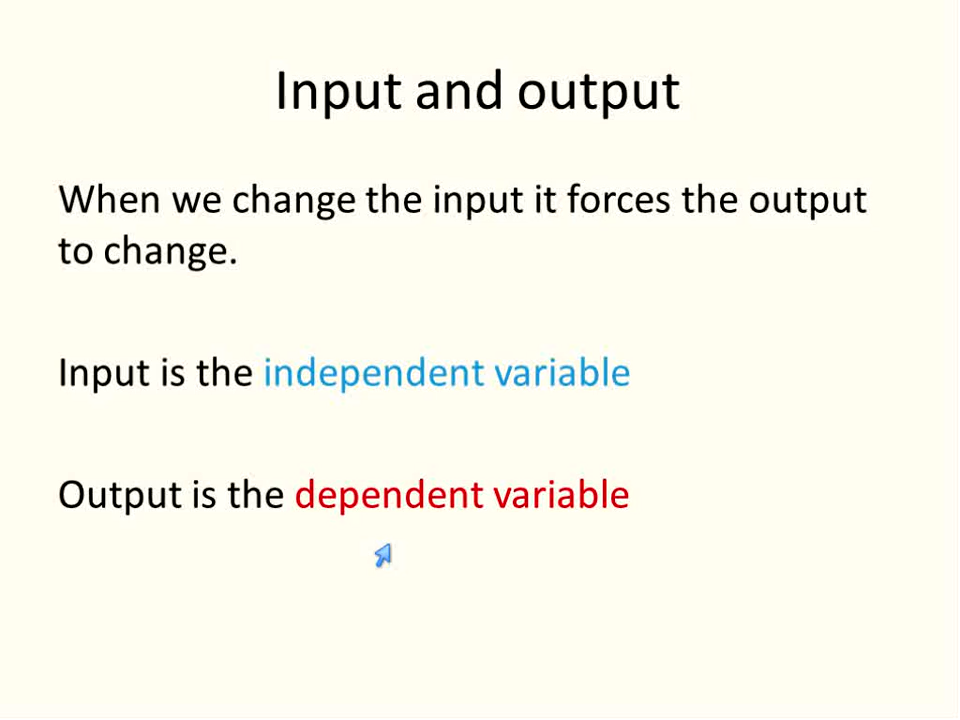 Input and output
When we change the input it forces the output
to change.
Input is the independent variable
Output is the dependent variable